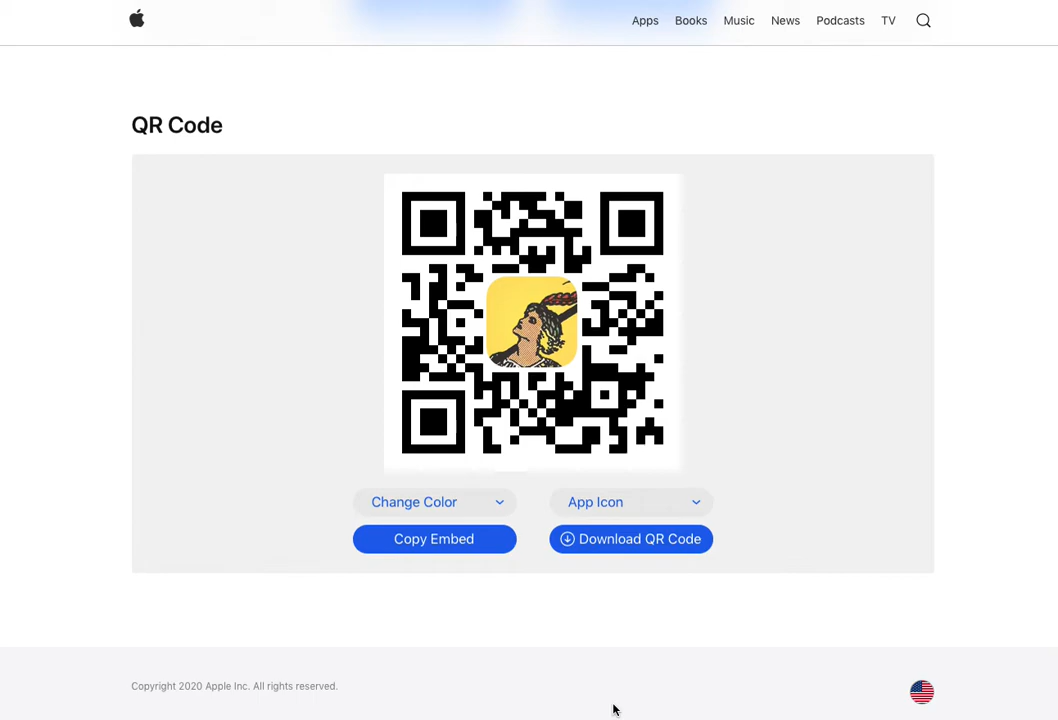 Apps Books Music News Podcasts TV
QR Code
Change Color
App Icon
Copy Embed
Download QR Code
Copyright 2020 Apple Inc. All rights reserved.